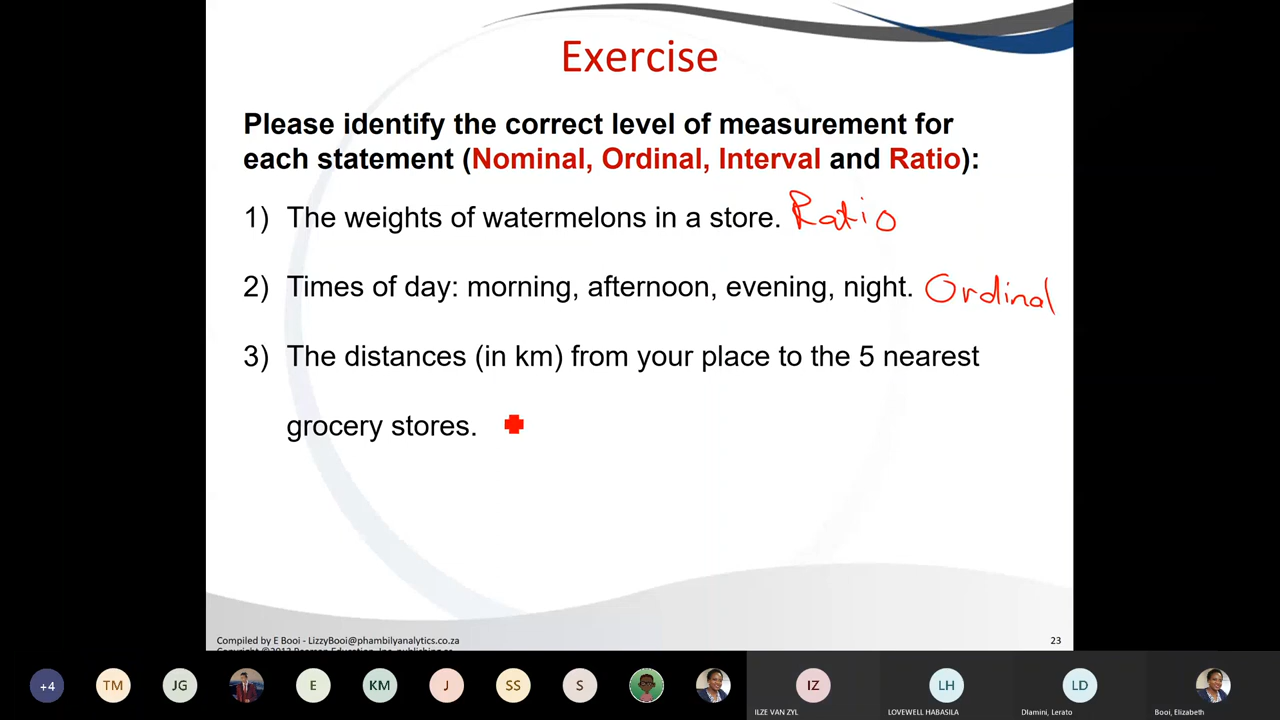 Exercise
Please identify the correct level of measurement for
each statement (Nominal, Ordinal, Interval and Ratio):
1) The weights of watermelons in a store. Ratio
2) Times of day: morning, afternoon, evening, night. Ordinal
3) The distances (in km) from your place to the 5 nearest
grocery stores.
Compiled by E Booi - LizzyBooi@phambilyanalytics.co.za
23
+4 TM JG E KM J SS S IZ LH LD
ILZE VAN ZYL LOVEWELL HABASILA Dlamini, Lerato Booi, Elizabeth